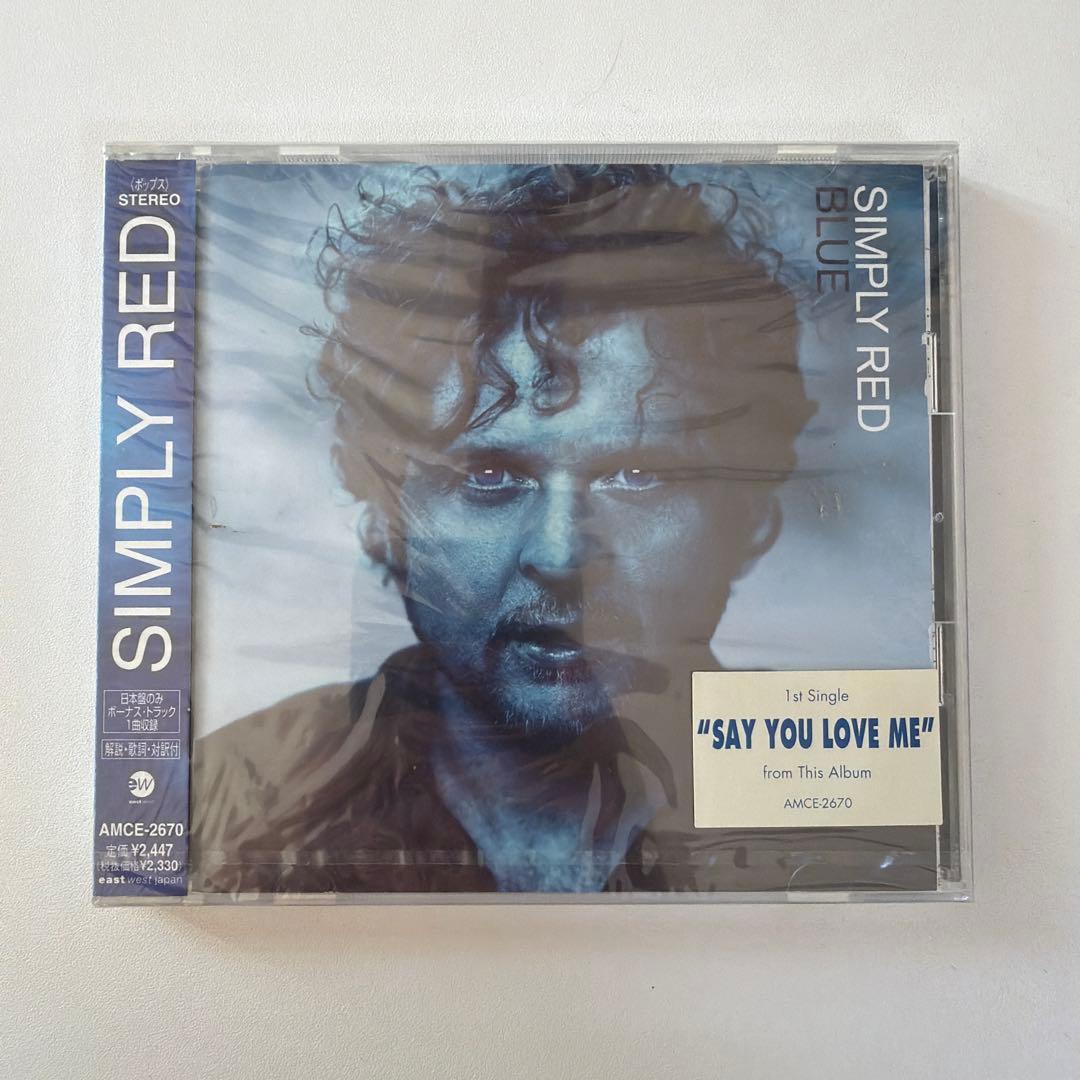 〈ポップス〉
STEREO
SIMPLY RED
日本盤のみ
ボーナス・トラック
1曲収録
解説・歌詞・対訳付
ew
east west
AMCE-2670
定価¥2,447
(税抜価格¥2,330)
east west japan
SIMPLY RED
BLUE
1st Single
"SAY YOU LOVE ME"
from This Album
AMCE-2670